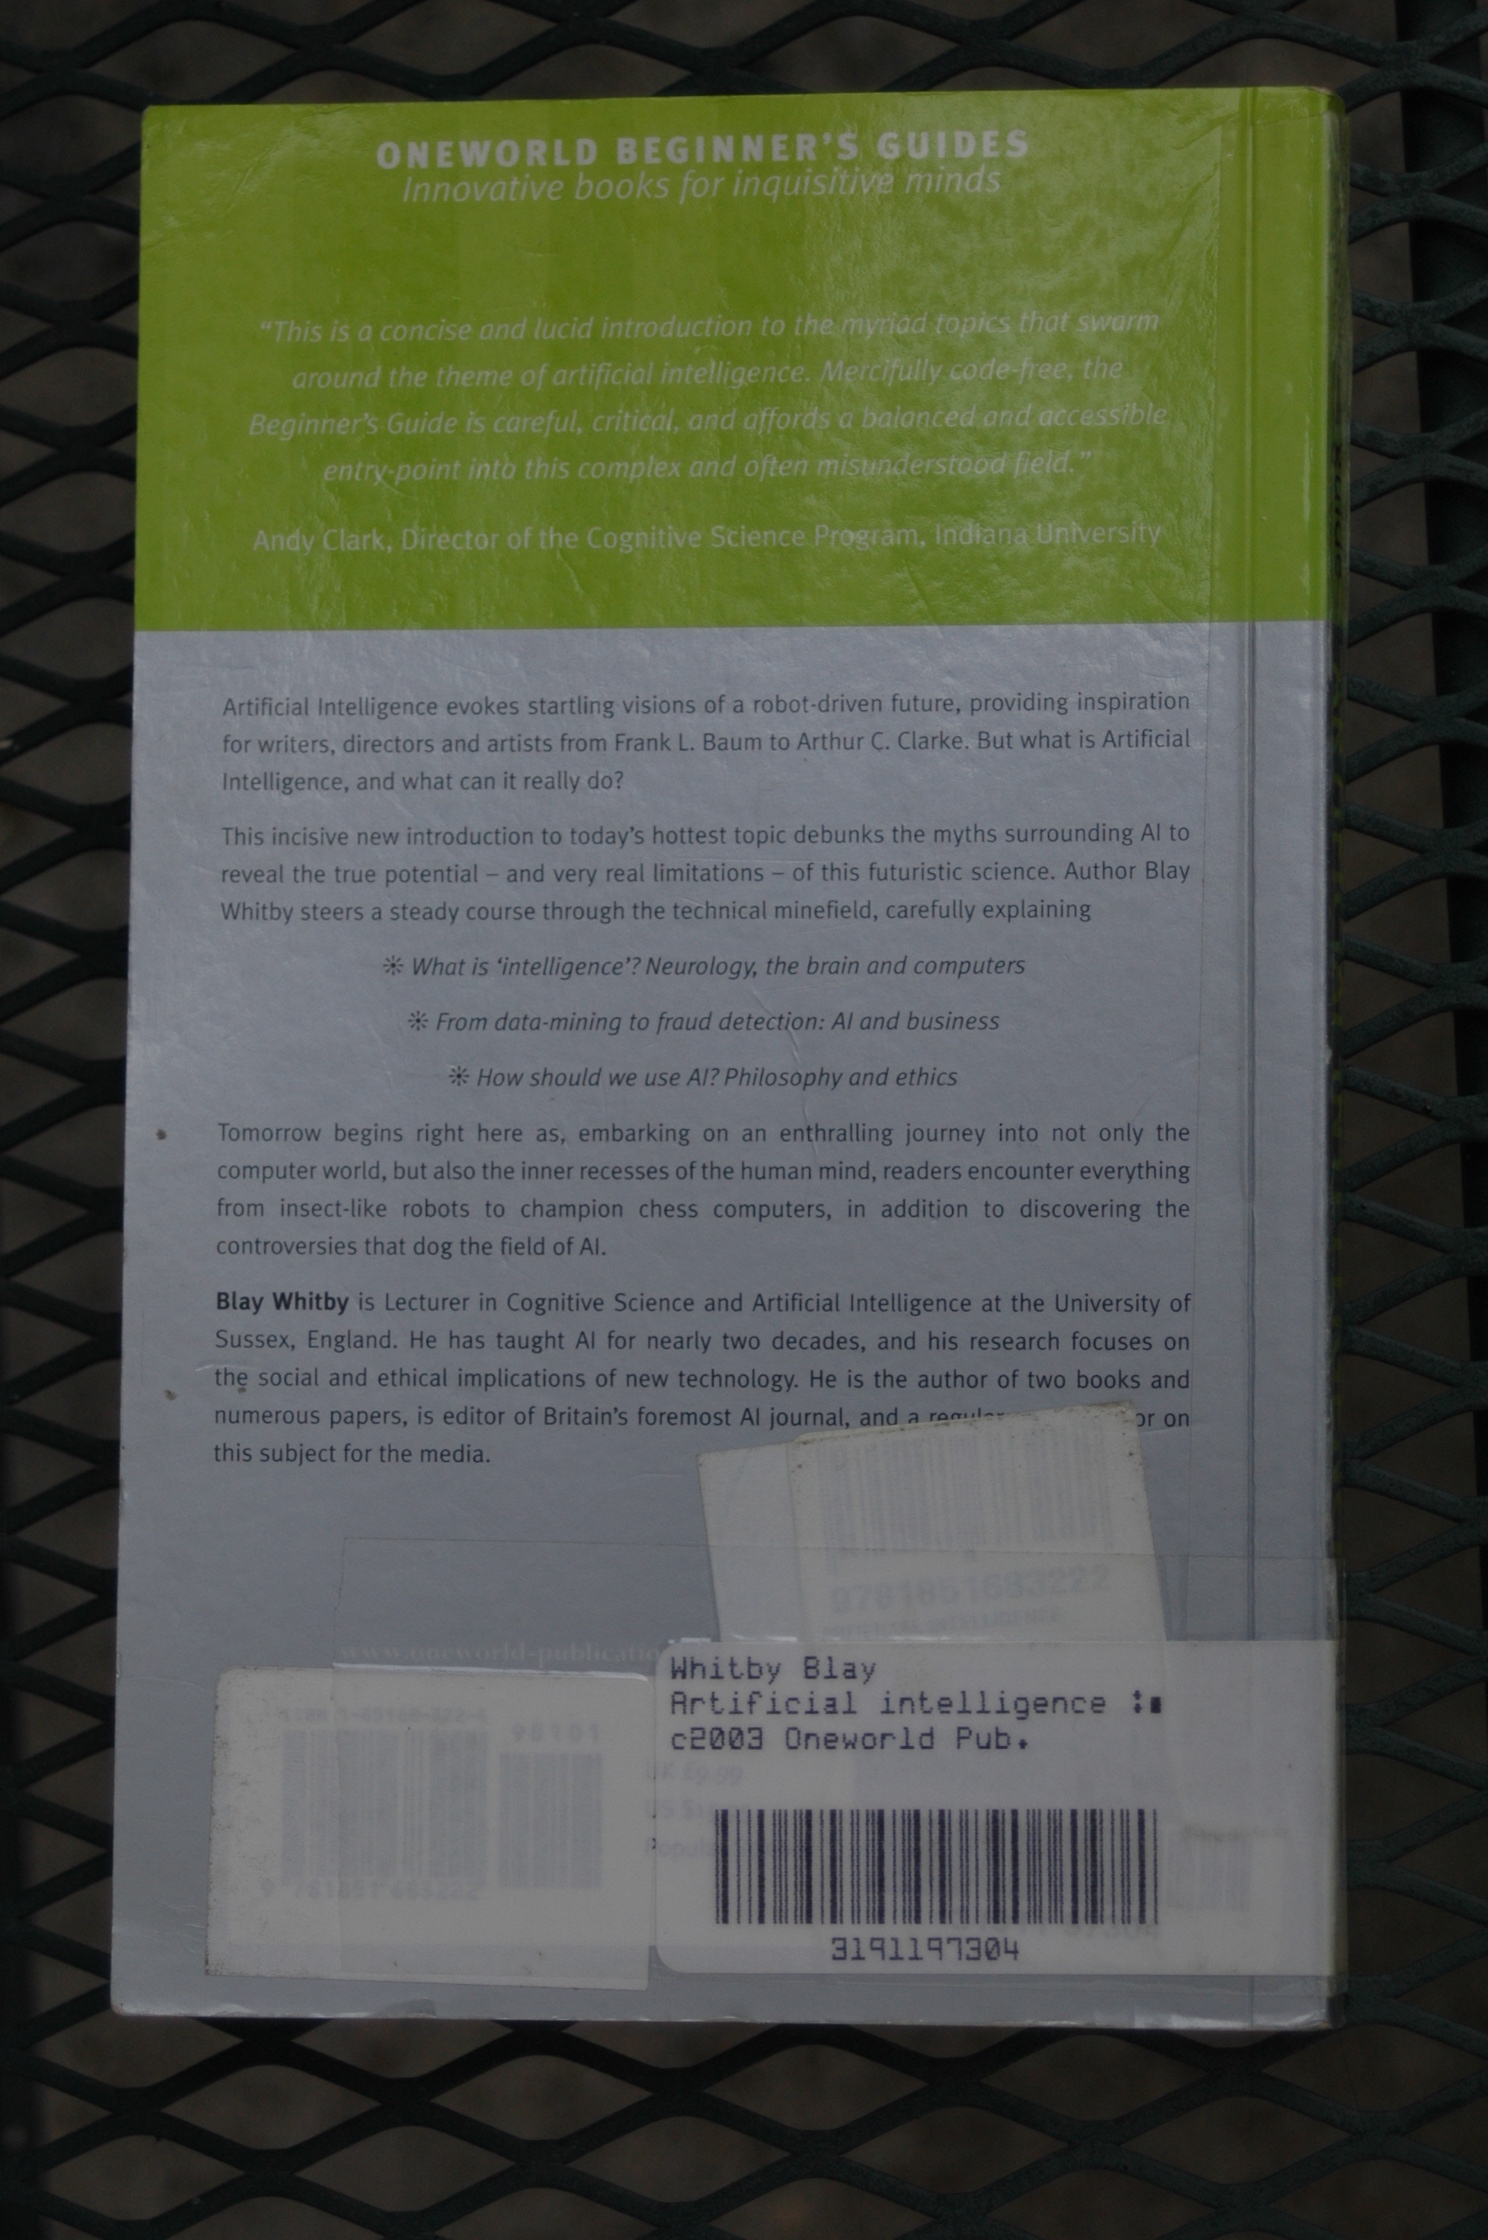 ONEWORLD BEGINNER'S GUIDES
Innovative books for inquisitive minds
“This is a concise and lucid introduction to the myriad topics that swarm
around the theme of artificial intelligence. Mercifully code-free, the
Beginner's Guide is careful, critical, and affords a balanced and accessible
entry-point into this complex and often misunderstood field.”
Andy Clark, Director of the Cognitive Science Program, Indiana University
Artificial Intelligence evokes startling visions of a robot-driven future, providing inspiration
for writers, directors and artists from Frank L. Baum to Arthur C. Clarke. But what is Artificial
Intelligence, and what can it really do?
This incisive new introduction to today's hottest topic debunks the myths surrounding AI to
reveal the true potential – and very real limitations – of this futuristic science. Author Blay
Whitby steers a steady course through the technical minefield, carefully explaining
What is ‘intelligence’? Neurology, the brain and computers
From data-mining to fraud detection: AI and business
How should we use AI? Philosophy and ethics
Tomorrow begins right here as, embarking on an enthralling journey into not only the
computer world, but also the inner recesses of the human mind, readers encounter everything
from insect-like robots to champion chess computers, in addition to discovering the
controversies that dog the field of AI.
Blay Whitby is Lecturer in Cognitive Science and Artificial Intelligence at the University of
Sussex, England. He has taught AI for nearly two decades, and his research focuses on
the social and ethical implications of new technology. He is the author of two books and
numerous papers, is editor of Britain's foremost AI journal, and a on
this subject for the media.
9781851683222
ARTIFICIAL INTELLIGENCE
www.oneworld-publicatio
Whitby Blay
Artificial intelligence :
c2003 Oneworld Pub.
90101
UK £9.99
3191197304